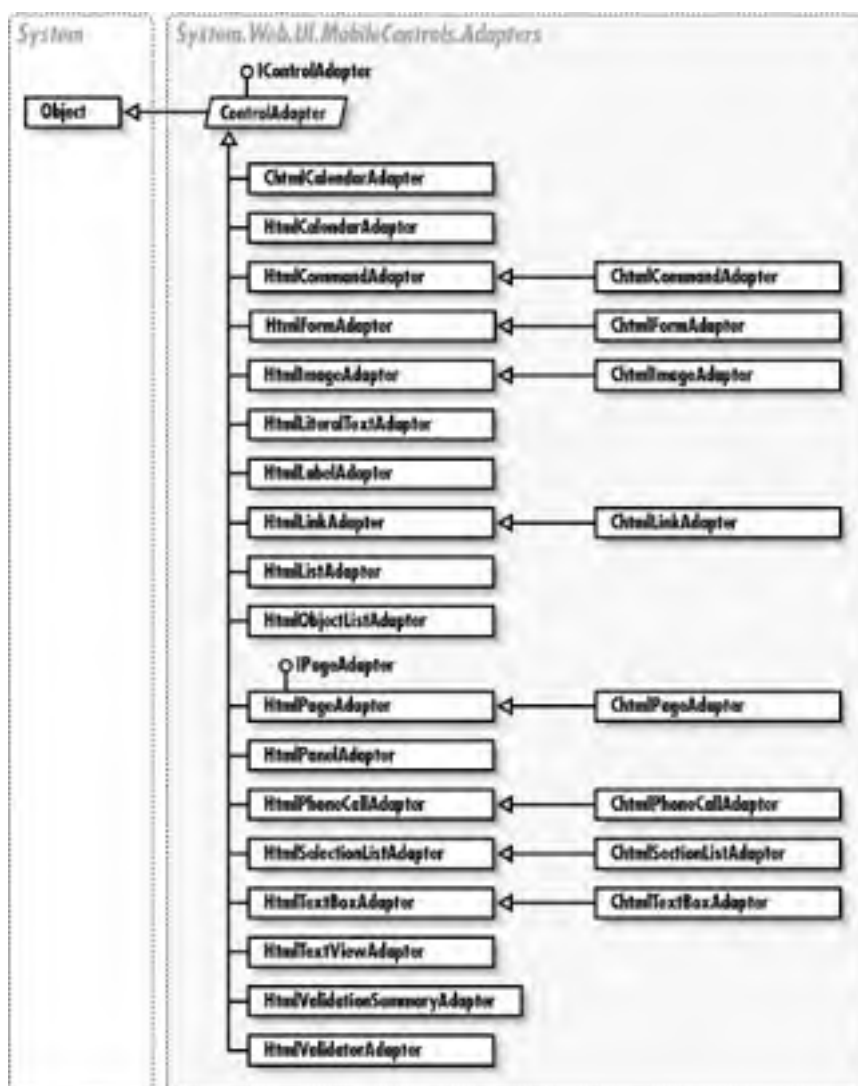 System
System.Web.UI.MobileControls.Adapters
IControlAdapter
Object
ControlAdapter
ChtmlCalendarAdapter
HtmlCalendarAdapter
HtmlCommandAdapter
ChtmlCommandAdapter
HtmlFormAdapter
ChtmlFormAdapter
HtmlImageAdapter
ChtmlImageAdapter
HtmlLiteralTextAdapter
HtmlLabelAdapter
HtmlLinkAdapter
ChtmlLinkAdapter
HtmlListAdapter
HtmlObjectListAdapter
IPageAdapter
HtmlPageAdapter
ChtmlPageAdapter
HtmlPanelAdapter
HtmlPhoneCallAdapter
ChtmlPhoneCallAdapter
HtmlSelectionListAdapter
ChtmlSectionListAdapter
HtmlTextBoxAdapter
ChtmlTextBoxAdapter
HtmlTextViewAdapter
HtmlValidationSummaryAdapter
HtmlValidatorAdapter